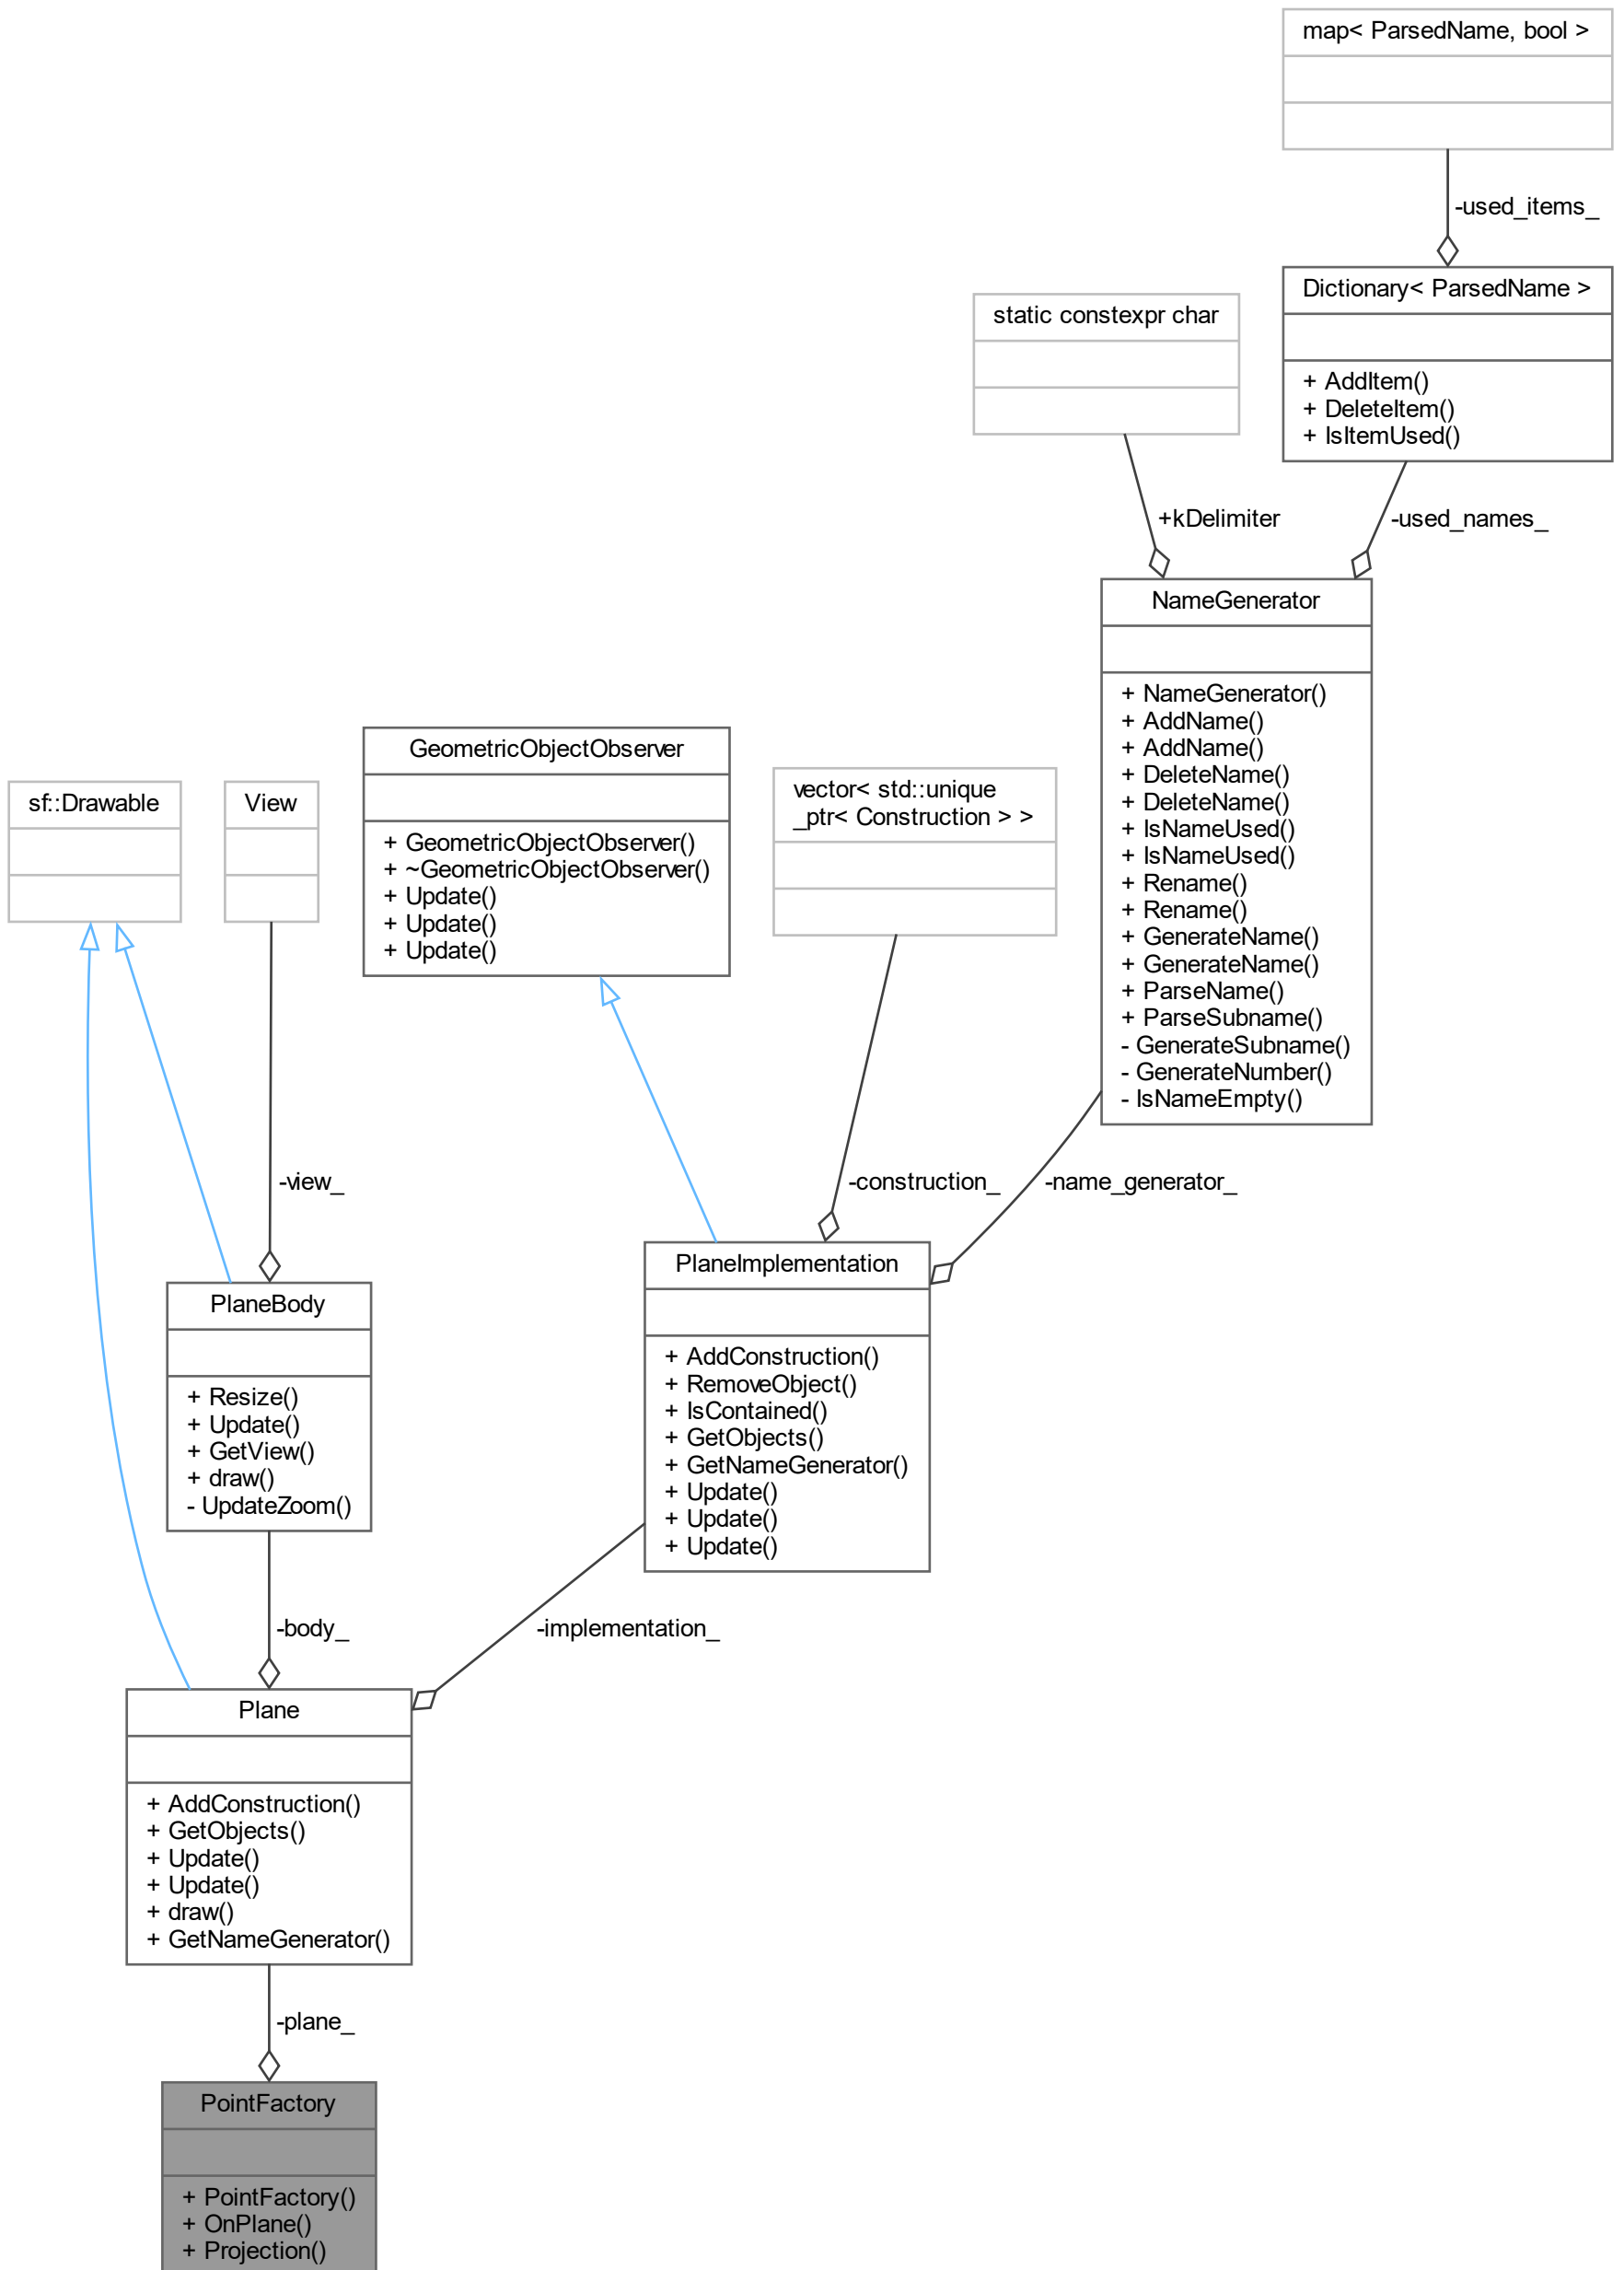 map< ParsedName, bool >
-used_items_
Dictionary< ParsedName >
+ AddItem()
+ DeleteItem()
+ IsItemUsed()
static constexpr char
+kDelimiter
-used_names_
NameGenerator
+ NameGenerator()
+ AddName()
+ AddName()
+ DeleteName()
+ DeleteName()
+ IsNameUsed()
+ IsNameUsed()
+ Rename()
+ Rename()
+ GenerateName()
+ GenerateName()
+ ParseName()
+ ParseSubname()
- GenerateSubname()
- GenerateNumber()
- IsNameEmpty()
GeometricObjectObserver
+ GeometricObjectObserver()
+ ~GeometricObjectObserver()
+ Update()
+ Update()
+ Update()
vector< std::unique
_ptr< Construction > >
sf::Drawable
View
-view_
-construction_
-name_generator_
PlaneBody
+ Resize()
+ Update()
+ GetView()
+ draw()
- UpdateZoom()
PlaneImplementation
+ AddConstruction()
+ RemoveObject()
+ IsContained()
+ GetObjects()
+ GetNameGenerator()
+ Update()
+ Update()
+ Update()
-body_
-implementation_
Plane
+ AddConstruction()
+ GetObjects()
+ Update()
+ Update()
+ draw()
+ GetNameGenerator()
-plane_
PointFactory
+ PointFactory()
+ OnPlane()
+ Projection()